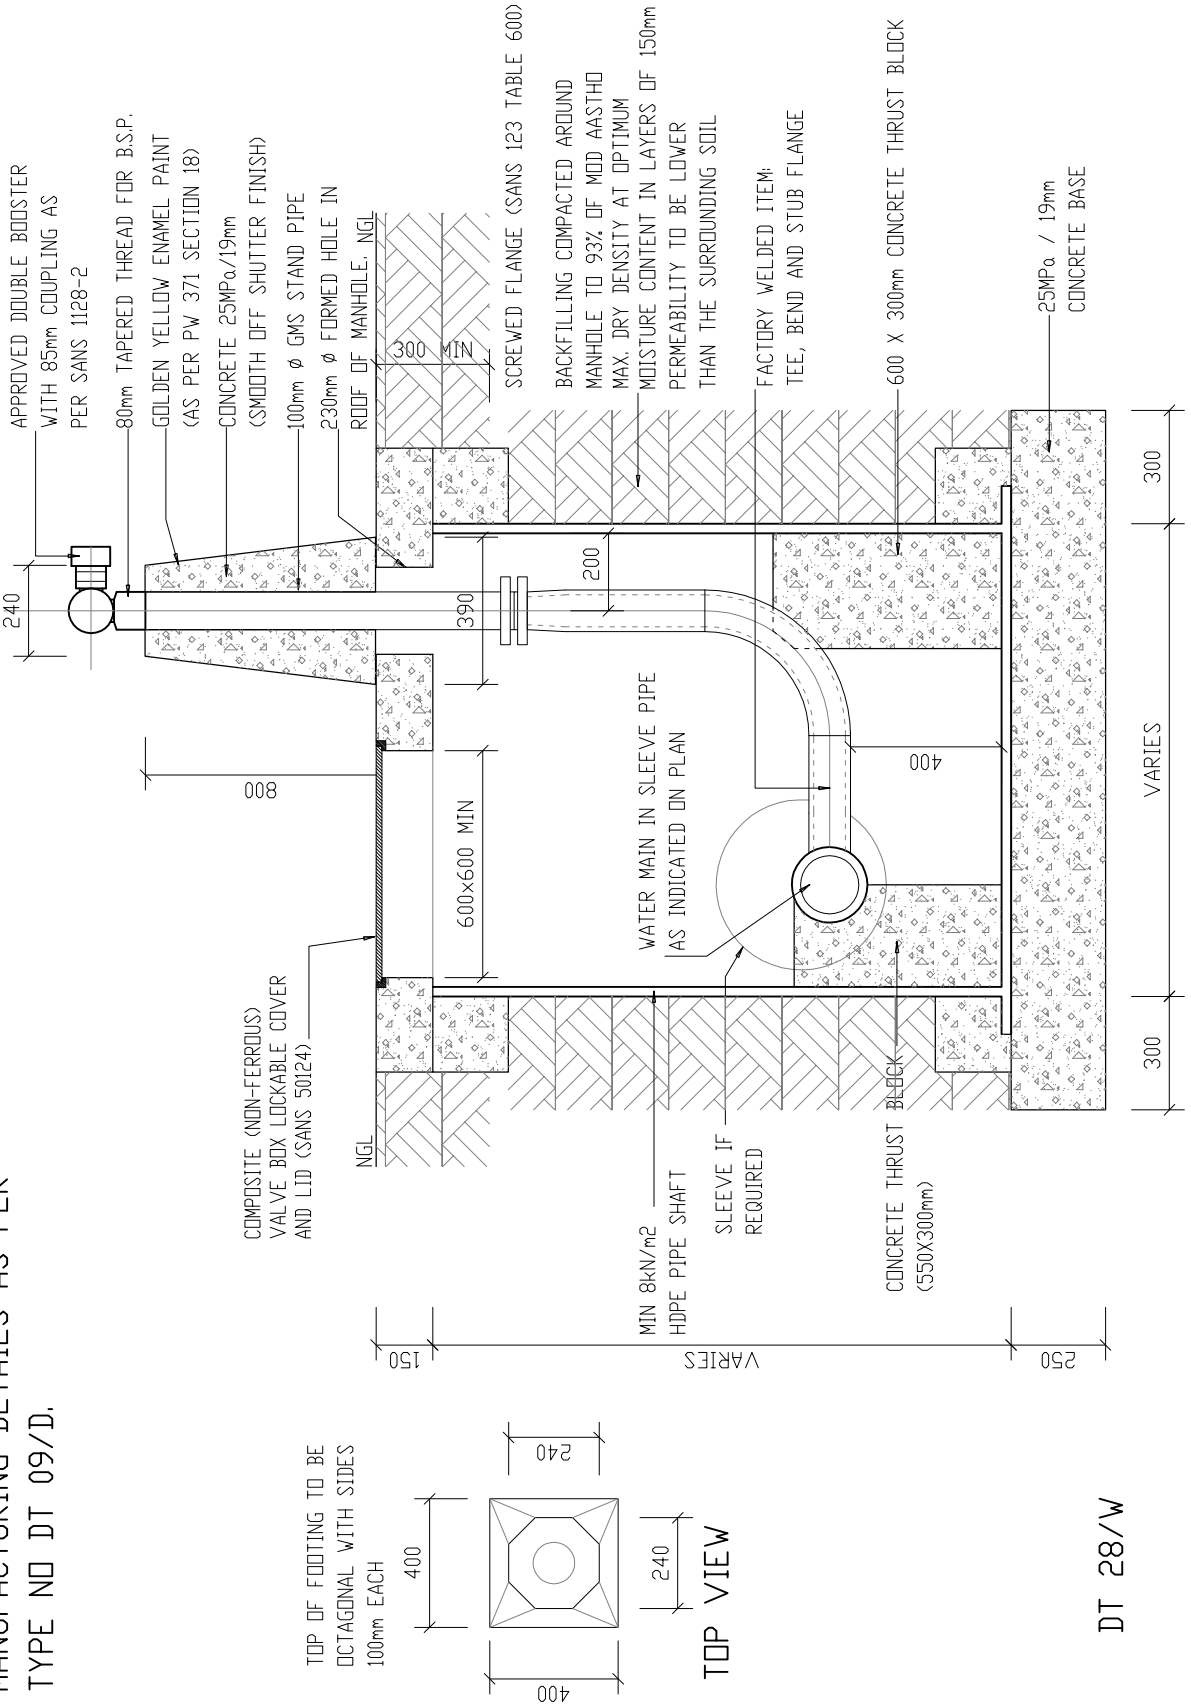 MANUFACTURING DETAILS AS PER
TYPE NO DT 09/D.
APPROVED DOUBLE BOOSTER
WITH 85mm COUPLING AS
PER SANS 1128-2
80mm TAPERED THREAD FOR B.S.P.
GOLDEN YELLOW ENAMEL PAINT
(AS PER PW 371 SECTION 18)
CONCRETE 25MPa/19mm
(SMOOTH OFF SHUTTER FINISH)
100mm ø GMS STAND PIPE
230mm ø FORMED HOLE IN
ROOF OF MANHOLE.
NGL
300 MIN
SCREWED FLANGE (SANS 123 TABLE 600)
BACKFILLING COMPACTED AROUND
MANHOLE TO 93% OF MOD AASTHO
MAX. DRY DENSITY AT OPTIMUM
MOISTURE CONTENT IN LAYERS OF 150mm
PERMEABILITY TO BE LOWER
THAN THE SURROUNDING SOIL
FACTORY WELDED ITEM:
TEE, BEND AND STUB FLANGE
600 X 300mm CONCRETE THRUST BLOCK
25MPa / 19mm
CONCRETE BASE
240
800
390
200
600x600 MIN
400
WATER MAIN IN SLEEVE PIPE
AS INDICATED ON PLAN
COMPOSITE (NON-FERROUS)
VALVE BOX LOCKABLE COVER
AND LID (SANS 50124)
NGL
MIN 8kN/m2
HDPE PIPE SHAFT
SLEEVE IF
REQUIRED
CONCRETE THRUST BLOCK
(550X300mm)
300
VARIES
300
150
VARIES
250
TOP OF FOOTING TO BE
OCTAGONAL WITH SIDES
100mm EACH
400
240
400
240
TOP VIEW
DT 28/W